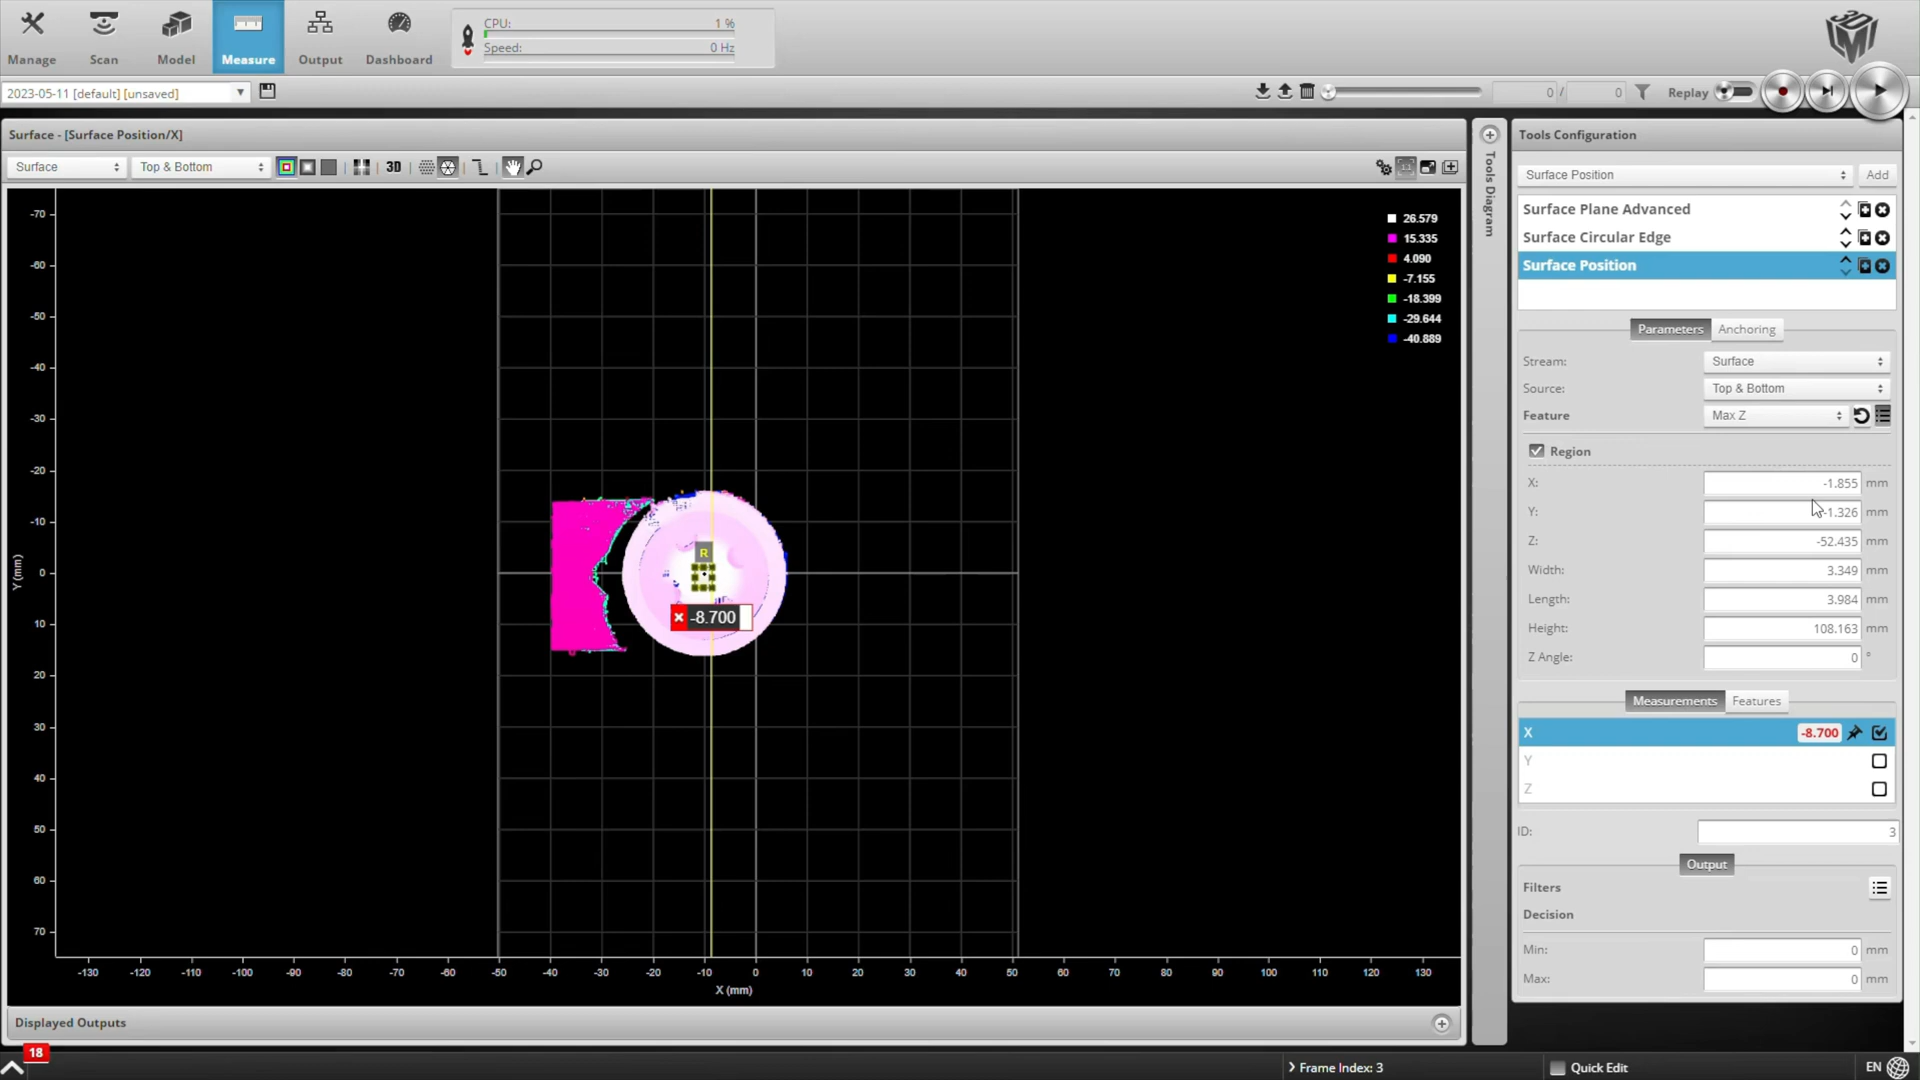 CPU: 1 %
Speed: 0 Hz
Manage Scan Model Measure Output Dashboard
2023-05-11 [default] [unsaved]
0 / 0 Replay
Surface - [Surface Position/X]
Surface Top & Bottom 3D
-70
-60
-50
-40
-30
-20
-10
0
10
20
30
40
50
60
70
Y (mm)
26.579
15.335
4.090
-7.155
-18.399
-29.644
-40.889
R
-8.700
-130 -120 -110 -100 -90 -80 -70 -60 -50 -40 -30 -20 -10 0 10 20 30 40 50 60 70 80 90 100 110 120 130
X (mm)
Displayed Outputs
Tools Diagram
Tools Configuration
Surface Position Add
Surface Plane Advanced
Surface Circular Edge
Surface Position
Parameters Anchoring
Stream: Surface
Source: Top & Bottom
Feature Max Z
Region
X: -1.855 mm
Y: -1.326 mm
Z: -52.435 mm
Width: 3.349 mm
Length: 3.984 mm
Height: 108.163 mm
Z Angle: 0 °
Measurements Features
X -8.700
Y
Z
ID: 3
Output
Filters
Decision
Min: 0 mm
Max: 0 mm
18
Frame Index: 3
Quick Edit
EN